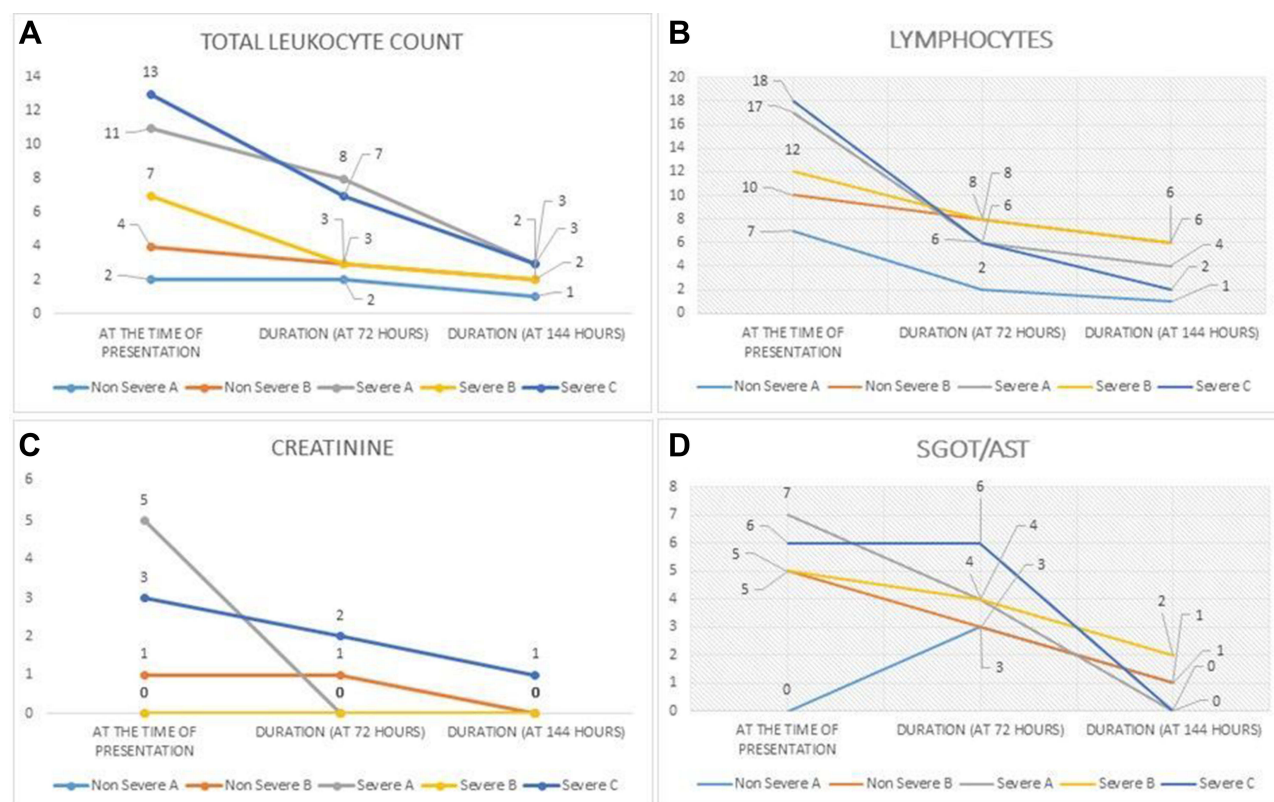 A
TOTAL LEUKOCYTE COUNT
14
12
10
8
6
4
2
0
13
11
7
4
2
8
7
3
3
2
3
2
3
2
1
AT THE TIME OF
PRESENTATION
DURATION (AT 72 HOURS)
DURATION (AT 144 HOURS)
Non Severe A
Non Severe B
Severe A
Severe B
Severe C
B
LYMPHOCYTES
20
18
16
14
12
10
8
6
4
2
0
18
17
12
10
7
8
8
6
6
2
6
6
4
2
1
AT THE TIME OF
PRESENTATION
DURATION (AT 72 HOURS)
DURATION (AT 144 HOURS)
Non Severe A
Non Severe B
Severe A
Severe B
Severe C
C
CREATININE
6
5
4
3
2
1
0
5
3
1
0
2
1
0
1
0
AT THE TIME OF
PRESENTATION
DURATION (AT 72 HOURS)
DURATION (AT 144 HOURS)
Non Severe A
Non Severe B
Severe A
Severe B
Severe C
D
SGOT/AST
8
7
6
5
4
3
2
1
0
7
6
5
5
0
6
4
4
3
3
2
1
1
0
0
AT THE TIME OF
PRESENTATION
DURATION (AT 72 HOURS)
DURATION (AT 144 HOURS)
Non Severe A
Non Severe B
Severe A
Severe B
Severe C